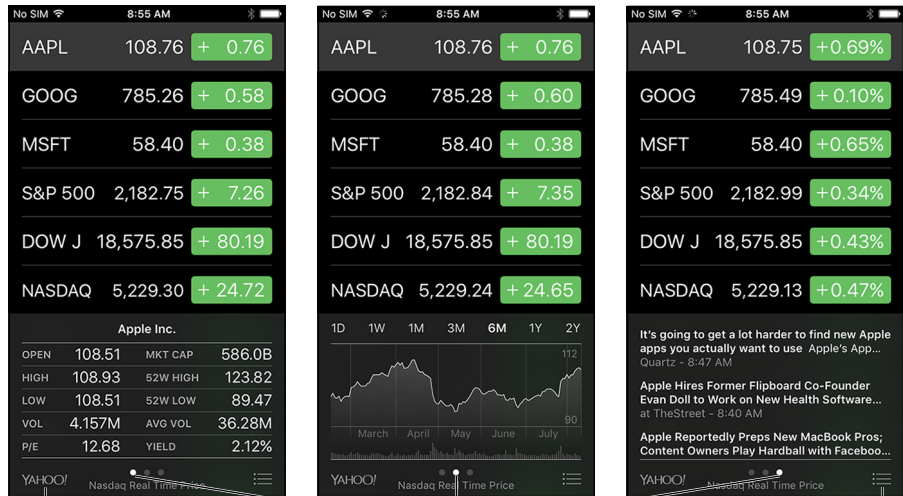 No SIM 8:55 AM
AAPL 108.76 + 0.76
GOOG 785.26 + 0.58
MSFT 58.40 + 0.38
S&P 500 2,182.75 + 7.26
DOW J 18,575.85 + 80.19
NASDAQ 5,229.30 + 24.72
Apple Inc.
OPEN 108.51 MKT CAP 586.0B
HIGH 108.93 52W HIGH 123.82
LOW 108.51 52W LOW 89.47
VOL 4.157M AVG VOL 36.28M
P/E 12.68 YIELD 2.12%
YAHOO! Nasdaq Real Time Price
No SIM 8:55 AM
AAPL 108.76 + 0.76
GOOG 785.28 + 0.60
MSFT 58.40 + 0.38
S&P 500 2,182.84 + 7.35
DOW J 18,575.85 + 80.19
NASDAQ 5,229.24 + 24.65
1D 1W 1M 3M 6M 1Y 2Y
112
90
March April May June July
YAHOO! Nasdaq Real Time Price
No SIM 8:55 AM
AAPL 108.75 +0.69%
GOOG 785.49 +0.10%
MSFT 58.40 +0.65%
S&P 500 2,182.99 +0.34%
DOW J 18,575.85 +0.43%
NASDAQ 5,229.13 +0.47%
It's going to get a lot harder to find new Apple
apps you actually want to use Apple's App...
Quartz - 8:47 AM
Apple Hires Former Flipboard Co-Founder
Evan Doll to Work on New Health Software...
at TheStreet - 8:40 AM
Apple Reportedly Preps New MacBook Pros;
Content Owners Play Hardball with Faceboo...
YAHOO! Nasdaq Real Time Price